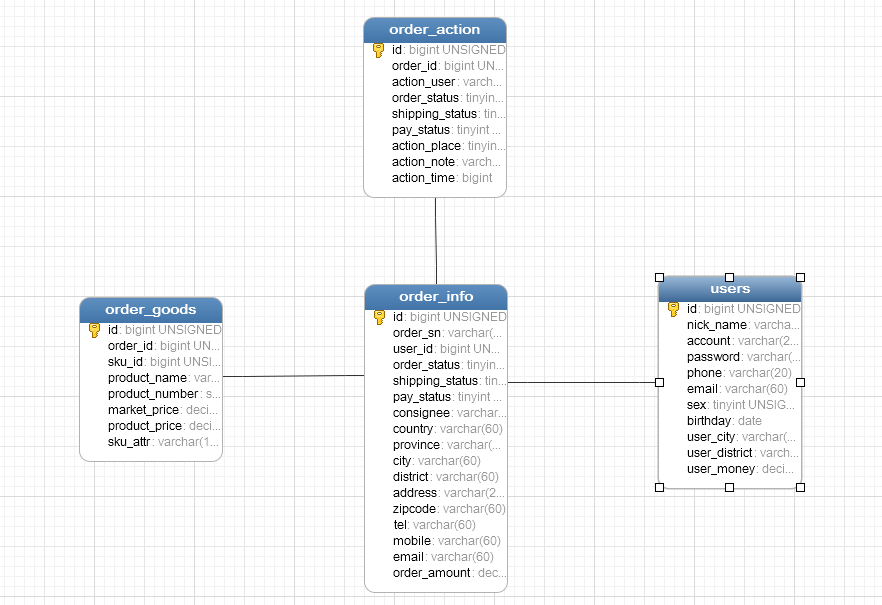 order_action
id: bigint UNSIGNED
order_id: bigint UN...
action_user: varch...
order_status: tinyin...
shipping_status: tin...
pay_status: tinyint ...
action_place: tinyin...
action_note: varch...
action_time: bigint
order_goods
id: bigint UNSIGNED
order_id: bigint UN...
sku_id: bigint UNSI...
product_name: var...
product_number: s...
market_price: deci...
product_price: deci...
sku_attr: varchar(1...
order_info
id: bigint UNSIGNED
order_sn: varchar(...
user_id: bigint UN...
order_status: tinyin...
shipping_status: tin...
pay_status: tinyint ...
consignee: varchar...
country: varchar(60)
province: varchar(...
city: varchar(60)
district: varchar(60)
address: varchar(2...
zipcode: varchar(60)
tel: varchar(60)
mobile: varchar(60)
email: varchar(60)
order_amount: dec...
users
id: bigint UNSIGNED
nick_name: varcha...
account: varchar(2...
password: varchar(...
phone: varchar(20)
email: varchar(60)
sex: tinyint UNSIG...
birthday: date
user_city: varchar(...
user_district: varch...
user_money: deci...